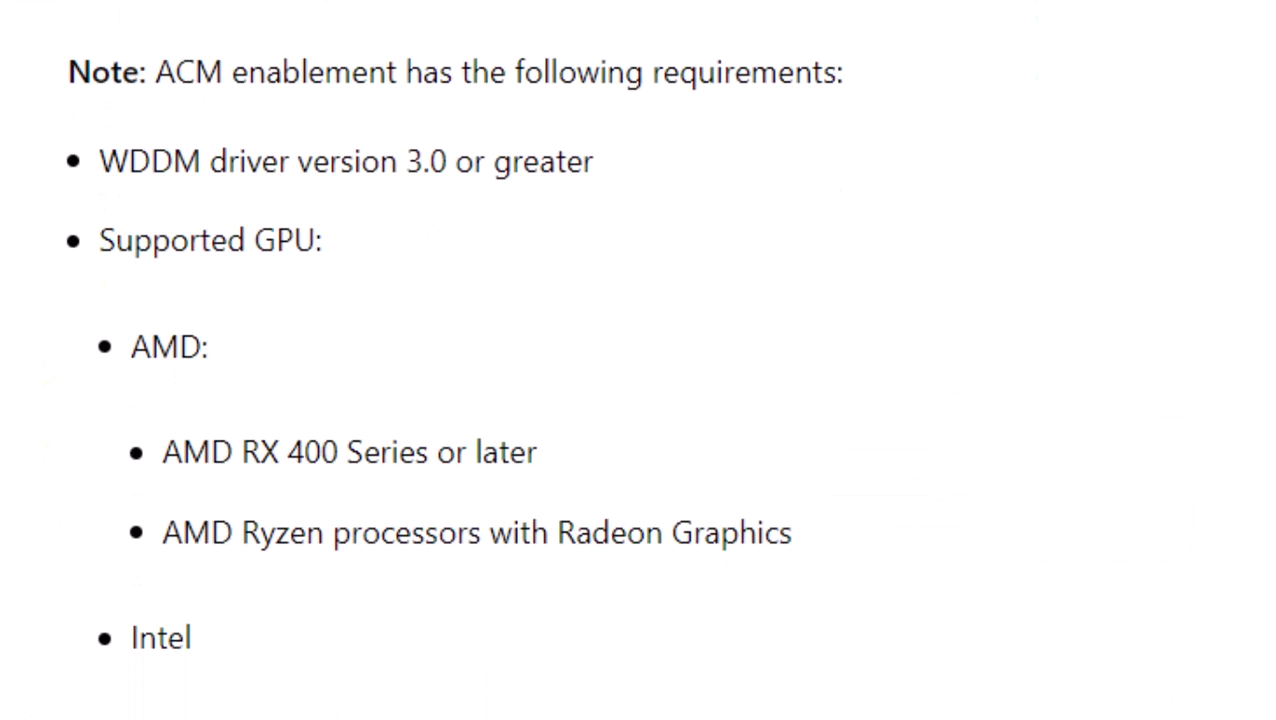 Note: ACM enablement has the following requirements:
• WDDM driver version 3.0 or greater
• Supported GPU:
• AMD:
• AMD RX 400 Series or later
• AMD Ryzen processors with Radeon Graphics
• Intel